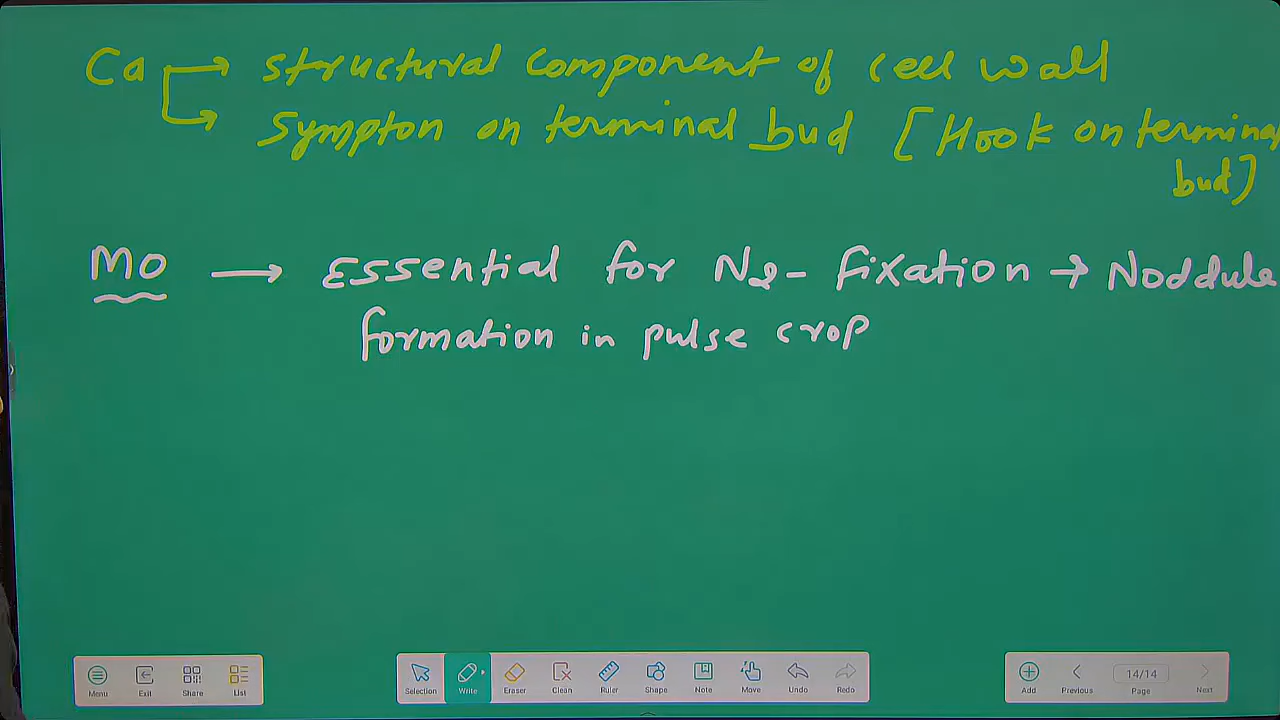 Ca → structural component of cell wall
→ Sympton on terminal bud [Hook on terminal
bud]
Mo → Essential for N2- fixation → Noddule
formation in pulse crop
Menu Exit Share List Selection Write Eraser Clean Ruler Shape Note Move Undo Redo Add Previous 14/14 Page Next